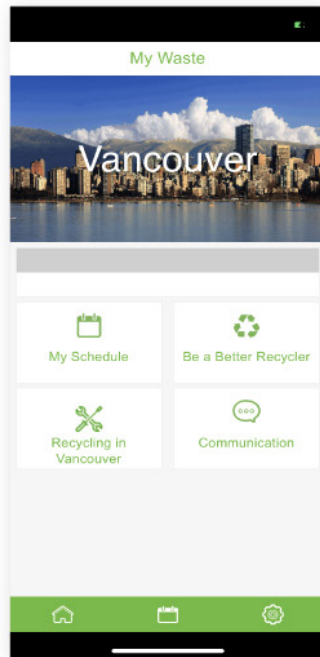 My Waste
Vancouver
My Schedule
Be a Better Recycler
Recycling in
Vancouver
Communication